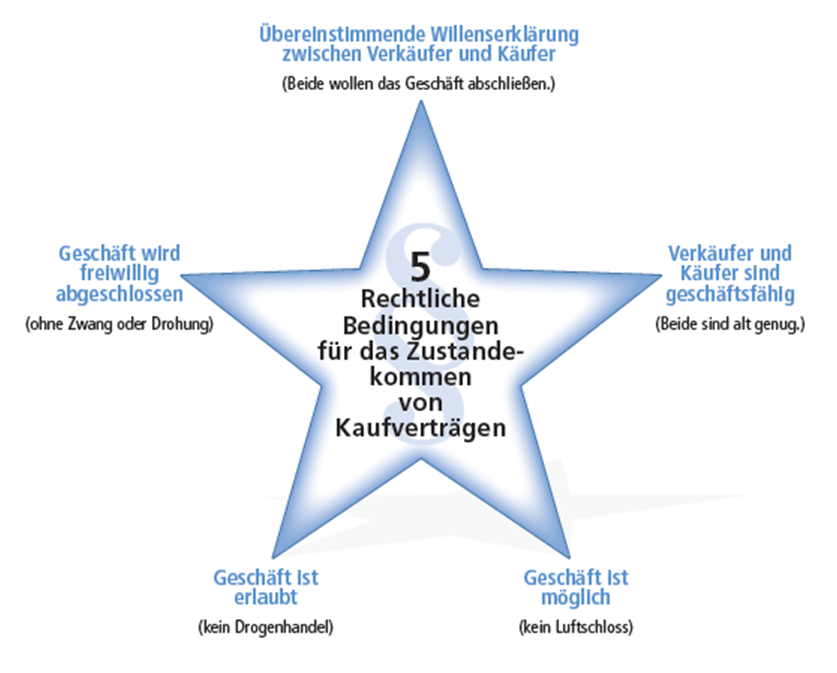 Übereinstimmende Willenserklärung
zwischen Verkäufer und Käufer
(Beide wollen das Geschäft abschließen.)
Geschäft wird
freiwillig
abgeschlossen
(ohne Zwang oder Drohung)
§
5
Rechtliche
Bedingungen
für das Zustande-
kommen
von
Kaufverträgen
Verkäufer und
Käufer sind
geschäftsfähig
(Beide sind alt genug.)
Geschäft ist
erlaubt
(kein Drogenhandel)
Geschäft ist
möglich
(kein Luftschloss)